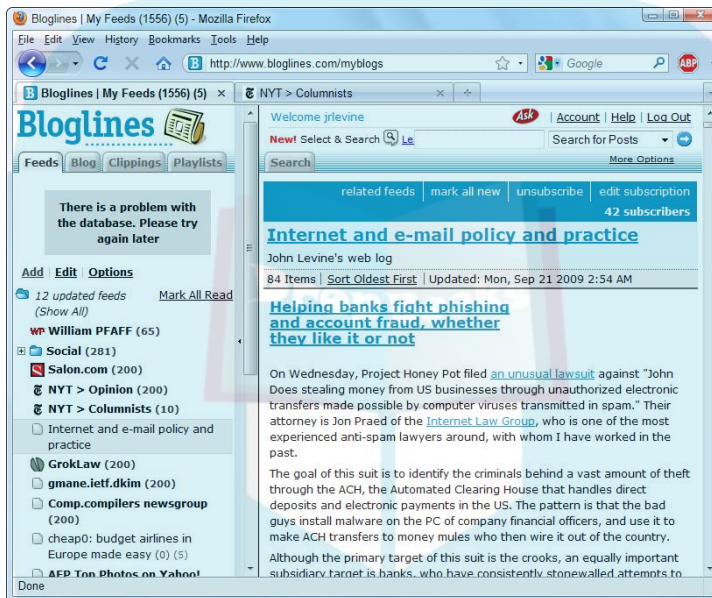 Bloglines | My Feeds (1556) (5) - Mozilla Firefox
File Edit View History Bookmarks Tools Help
http://www.bloglines.com/myblogs
Google
ABP
Bloglines | My Feeds (1556) (5)
NYT > Columnists
Bloglines
Feeds Blog Clippings Playlists
There is a problem with
the database. Please try
again later
Add Edit Options
12 updated feeds Mark All Read
(Show All)
WP William PFAFF (65)
Social (281)
Salon.com (200)
NYT > Opinion (200)
NYT > Columnists (10)
Internet and e-mail policy and
practice
GrokLaw (200)
gmane.ietf.dkim (200)
Comp.compilers newsgroup
(200)
cheap0: budget airlines in
Europe made easy (0) (5)
AFP Top Photos on Yahoo!
Welcome jrlevine
Ask | Account | Help | Log Out
New! Select & Search Le
Search for Posts
Search
More Options
related feeds | mark all new | unsubscribe | edit subscription
42 subscribers
Internet and e-mail policy and practice
John Levine's web log
84 Items | Sort Oldest First | Updated: Mon, Sep 21 2009 2:54 AM
Helping banks fight phishing
and account fraud, whether
they like it or not
On Wednesday, Project Honey Pot filed an unusual lawsuit against "John
Does stealing money from US businesses through unauthorized electronic
transfers made possible by computer viruses transmitted in spam." Their
attorney is Jon Praed of the Internet Law Group, who is one of the most
experienced anti-spam lawyers around, with whom I have worked in the
past.
The goal of this suit is to identify the criminals behind a vast amount of theft
through the ACH, the Automated Clearing House that handles direct
deposits and electronic payments in the US. The pattern is that the bad
guys install malware on the PC of company financial officers, and use it to
make ACH transfers to money mules who then wire it out of the country.
Although the primary target of this suit is the crooks, an equally important
subsidiary target is banks, who have consistently stonewalled attempts to
Done